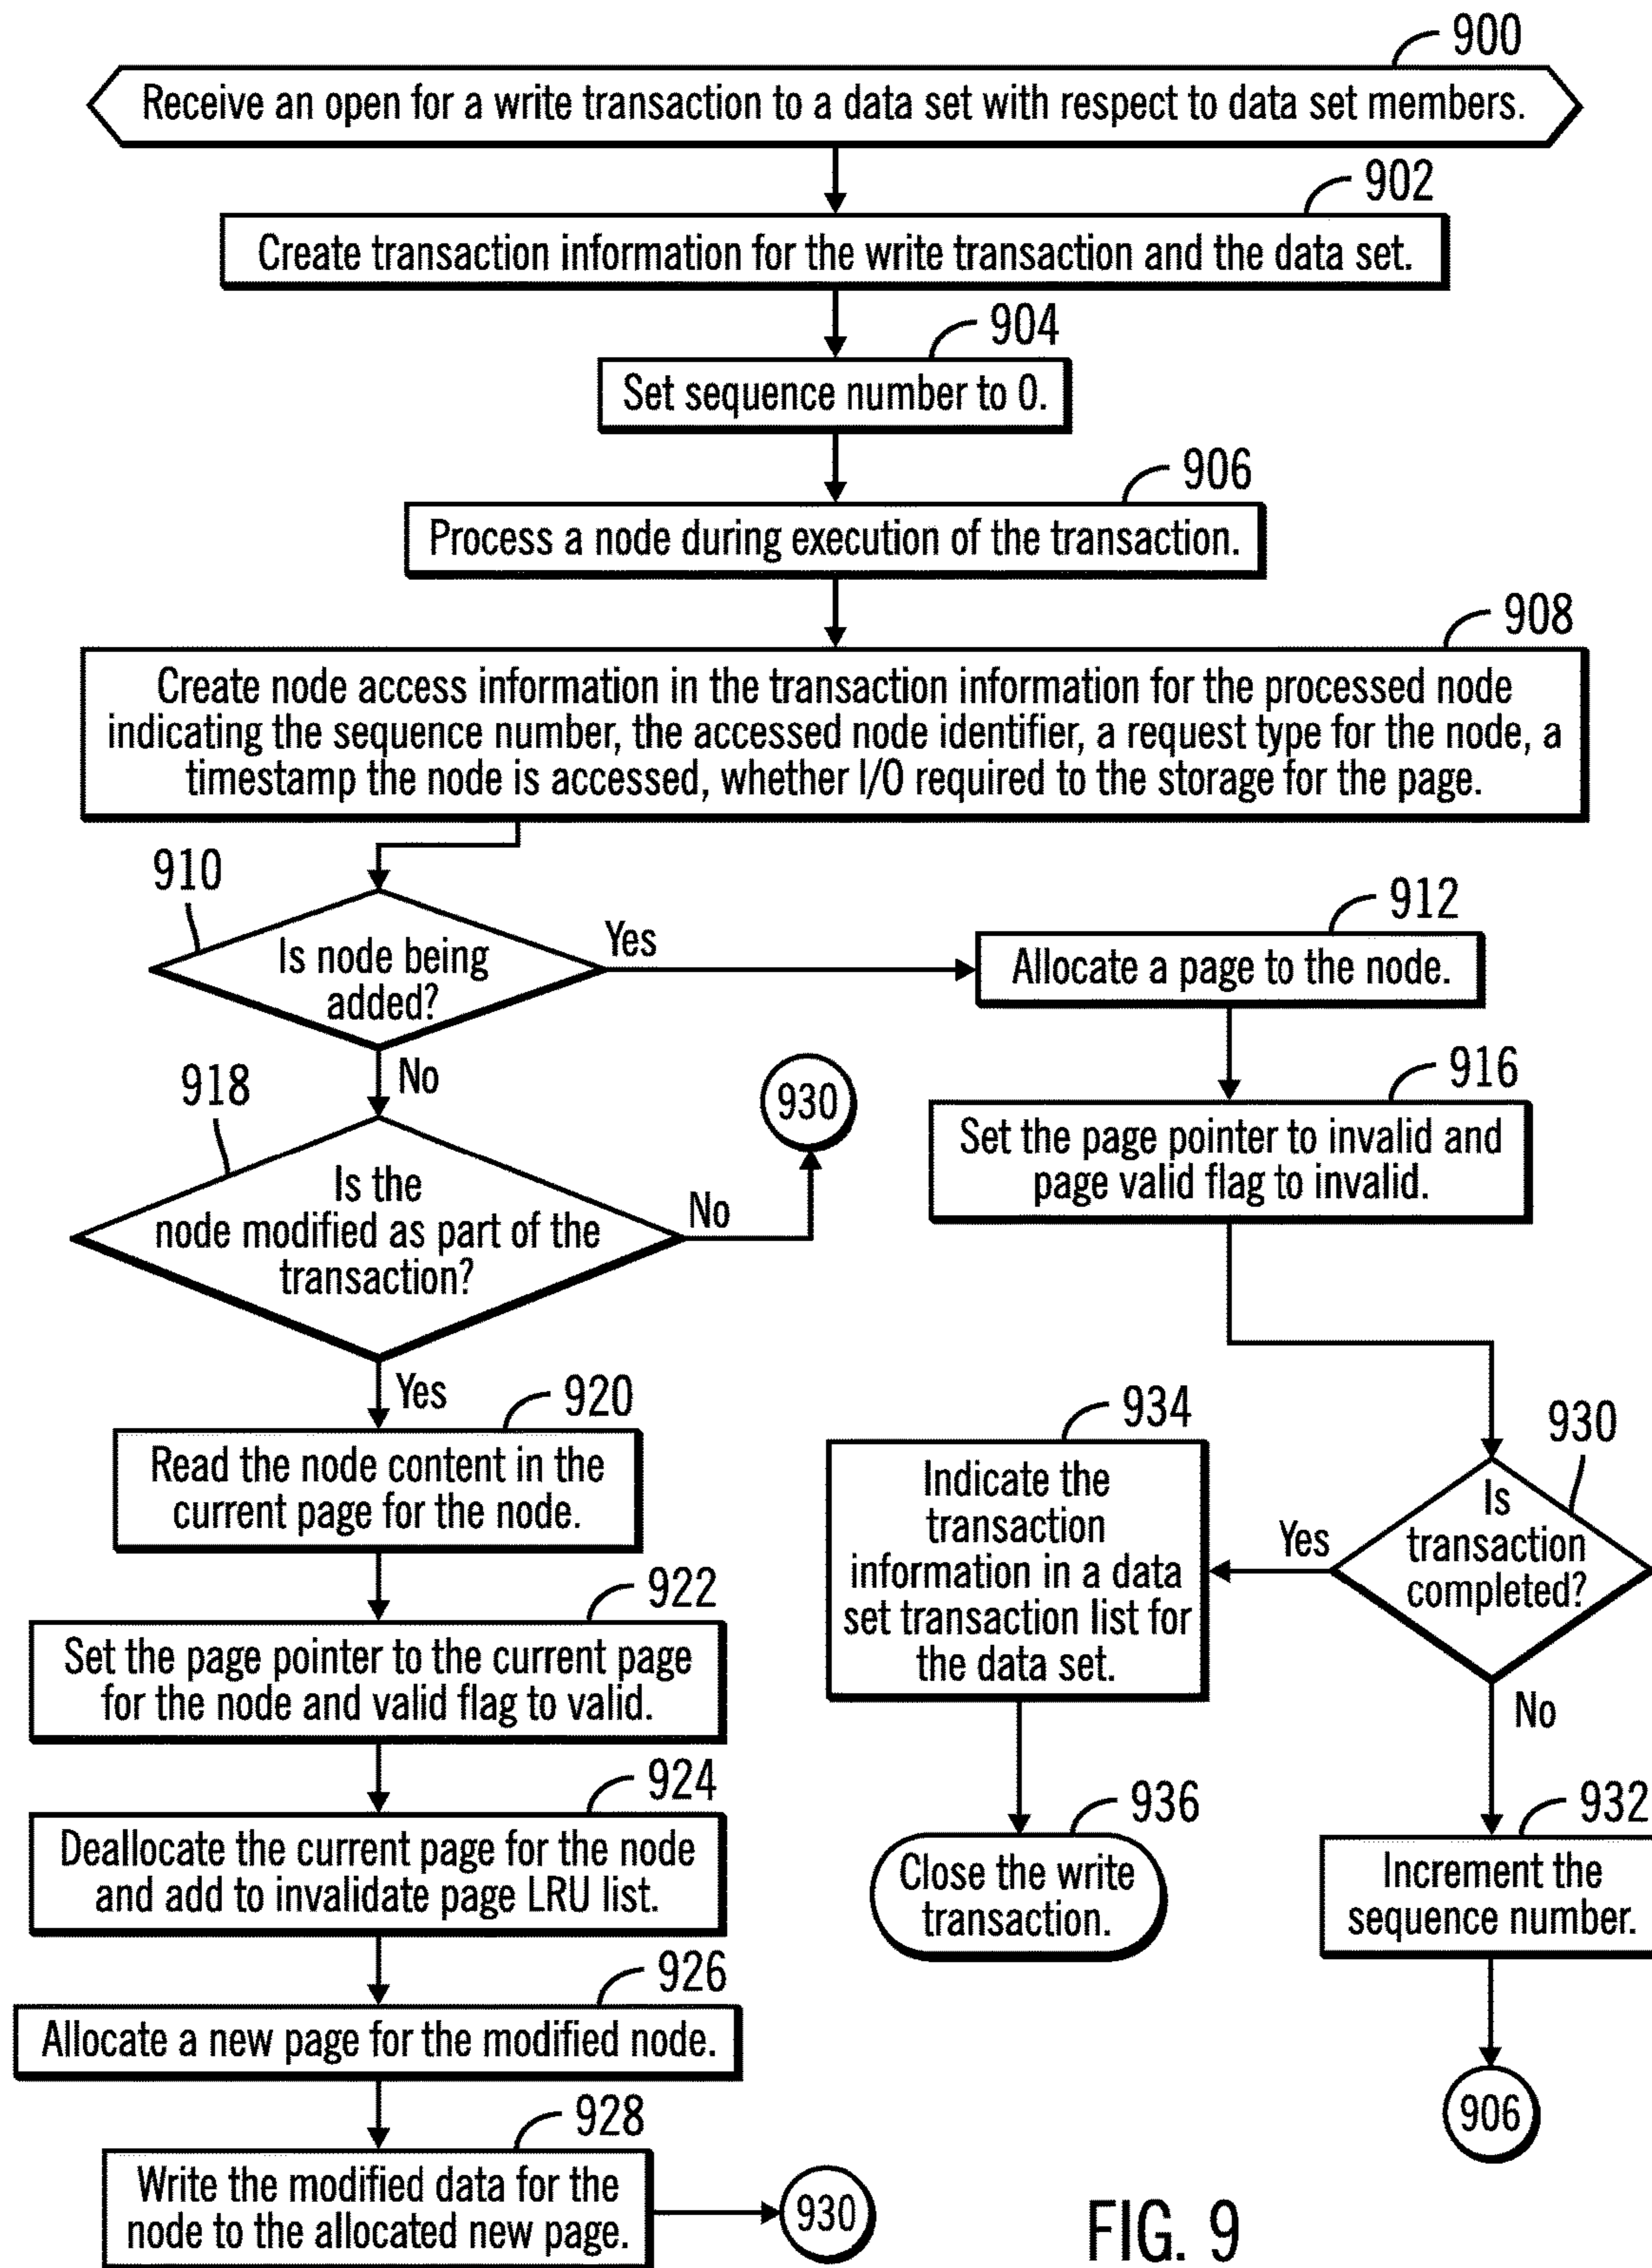 900
Receive an open for a write transaction to a data set with respect to data set members.
902
Create transaction information for the write transaction and the data set.
904
Set sequence number to 0.
906
Process a node during execution of the transaction.
908
Create node access information in the transaction information for the processed node
indicating the sequence number, the accessed node identifier, a request type for the node, a
timestamp the node is accessed, whether I/O required to the storage for the page.
910
Is node being
added?
Yes
No
912
Allocate a page to the node.
916
Set the page pointer to invalid and
page valid flag to invalid.
918
Is the
node modified as part of the
transaction?
No
930
Yes
920
Read the node content in the
current page for the node.
922
Set the page pointer to the current page
for the node and valid flag to valid.
924
Deallocate the current page for the node
and add to invalidate page LRU list.
926
Allocate a new page for the modified node.
928
Write the modified data for the
node to the allocated new page.
930
930
Is
transaction
completed?
Yes
No
934
Indicate the
transaction
information in a data
set transaction list for
the data set.
936
Close the write
transaction.
932
Increment the
sequence number.
906
FIG. 9